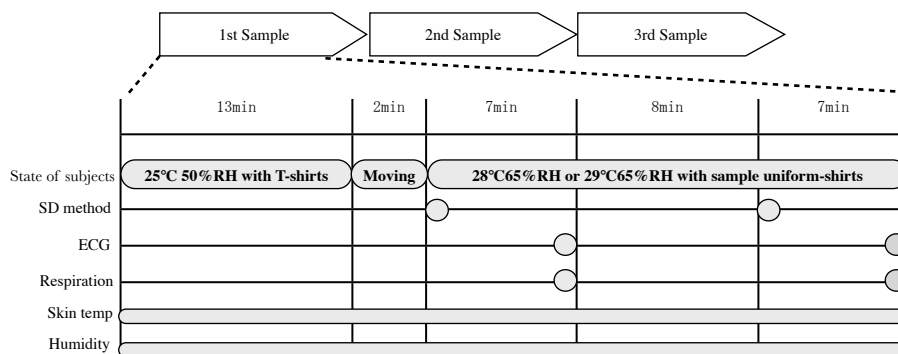 1st Sample 2nd Sample 3rd Sample
13min 2min 7min 8min 7min
State of subjects 25℃ 50%RH with T-shirts Moving 28℃65%RH or 29℃65%RH with sample uniform-shirts
SD method
ECG
Respiration
Skin temp
Humidity